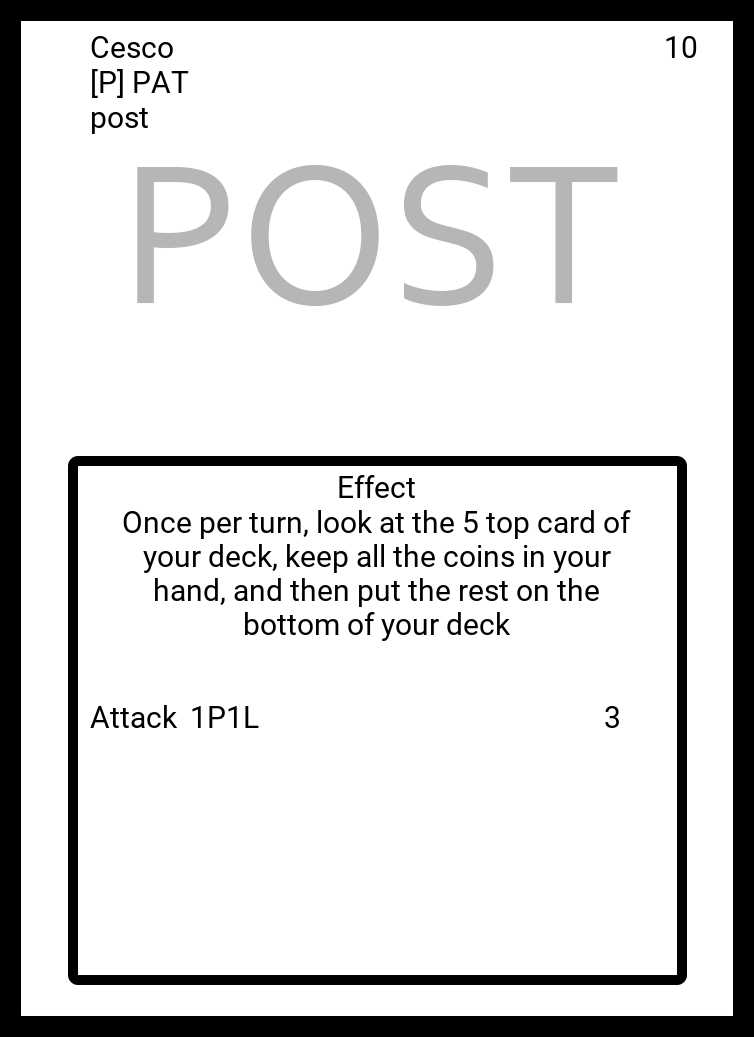 Cesco 10
[P] PAT
post
POST
Effect
Once per turn, look at the 5 top card of
your deck, keep all the coins in your
hand, and then put the rest on the
bottom of your deck
Attack 1P1L 3